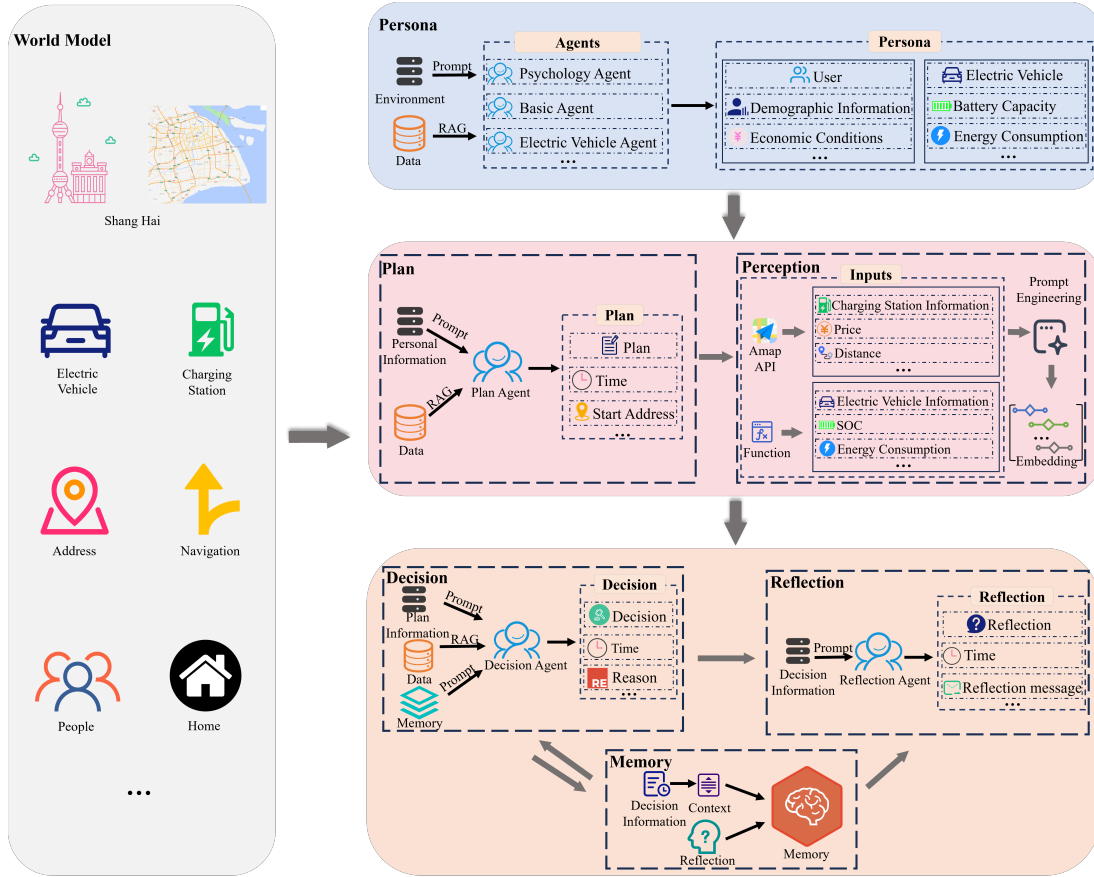 World Model
Shang Hai
Electric
Vehicle
Charging
Station
Address
Navigation
People
Home
...
Persona
Prompt
Environment
RAG
Data
Agents
Psychology Agent
Basic Agent
Electric Vehicle Agent
...
Persona
User
Demographic Information
Economic Conditions
...
Electric Vehicle
Battery Capacity
Energy Consumption
...
Plan
Prompt
Personal
Information
RAG
Data
Plan Agent
Plan
Plan
Time
Start Address
...
Perception
Amap
API
Function
Inputs
Charging Station Information
Price
Distance
...
Electric Vehicle Information
SOC
Energy Consumption
...
Prompt
Engineering
...
Embedding
Decision
Prompt
Plan
Information
RAG
Data
Prompt
Memory
Decision Agent
Decision
Decision
Time
RE
Reason
...
Reflection
Prompt
Decision
Information
Reflection Agent
Reflection
Reflection
Time
Reflection message
...
Memory
Decision
Information
Context
Reflection
Memory